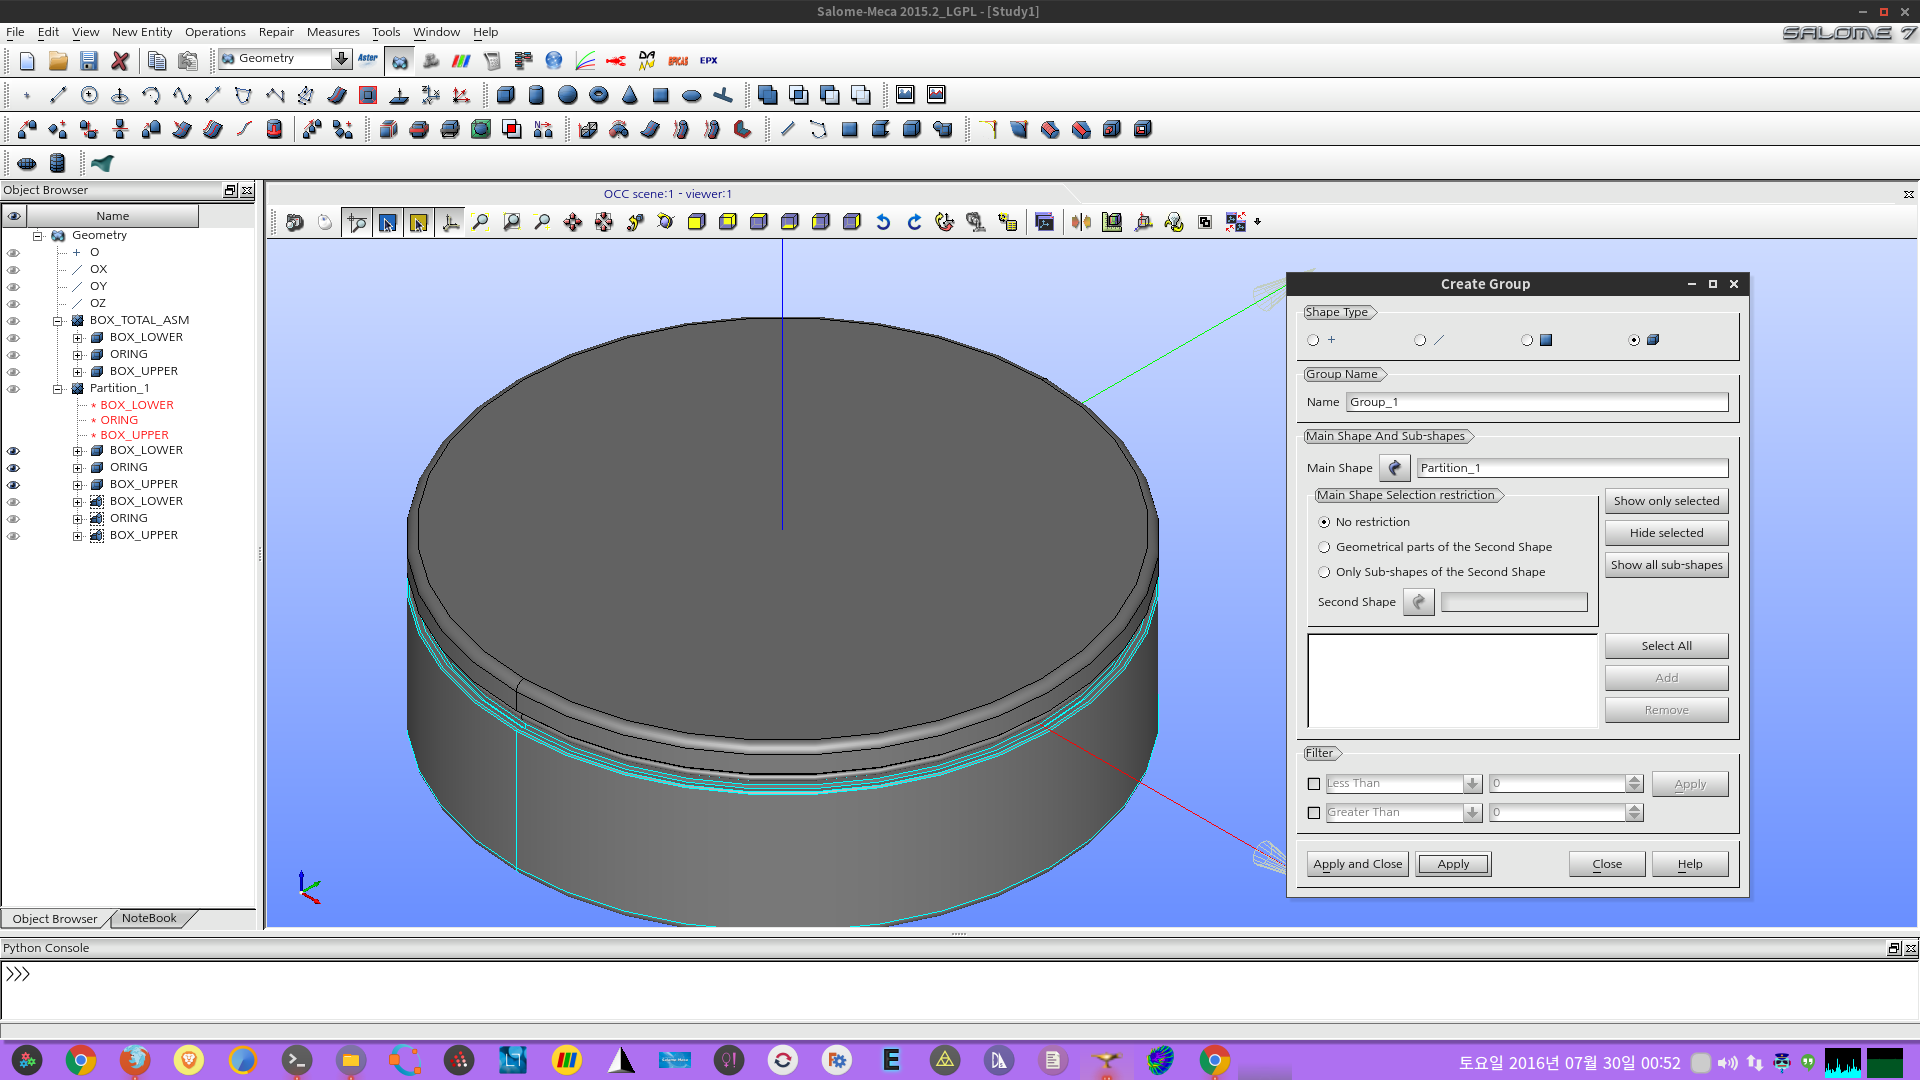 Salome-Meca 2015.2_LGPL - [Study1]
File Edit View New Entity Operations Repair Measures Tools Window Help
SALOME 7
Geometry
Aster
EFICAS
EPX
Object Browser
OCC scene:1 - viewer:1
Name
Geometry
O
OX
OY
OZ
BOX_TOTAL_ASM
BOX_LOWER
ORING
BOX_UPPER
Partition_1
* BOX_LOWER
* ORING
* BOX_UPPER
BOX_LOWER
ORING
BOX_UPPER
BOX_LOWER
ORING
BOX_UPPER
Create Group
Shape Type
Group Name
Name Group_1
Main Shape And Sub-shapes
Main Shape Partition_1
Main Shape Selection restriction
No restriction
Geometrical parts of the Second Shape
Only Sub-shapes of the Second Shape
Second Shape
Show only selected
Hide selected
Show all sub-shapes
Select All
Add
Remove
Filter
Less Than 0 Apply
Greater Than 0
Apply and Close Apply Close Help
Object Browser NoteBook
Python Console
>>>
토요일 2016년 07월 30일 00:52